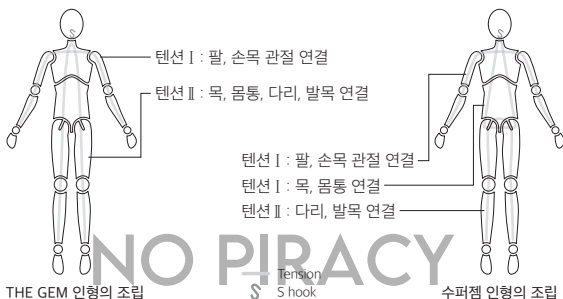 텐션 Ⅰ : 팔, 손목 관절 연결
텐션 Ⅱ : 목, 몸통, 다리, 발목 연결
텐션 Ⅰ : 팔, 손목 관절 연결
텐션 Ⅰ : 목, 몸통 연결
텐션 Ⅱ : 다리, 발목 연결
NO PIRACY
Tension
S hook
THE GEM 인형의 조립
수퍼젬 인형의 조립